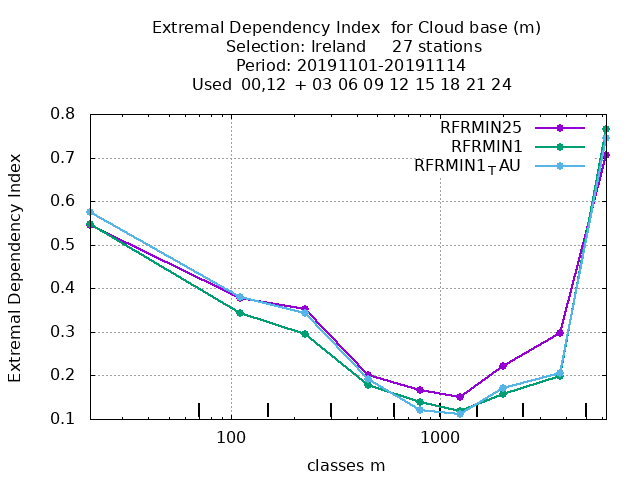 Extremal Dependency Index  for Cloud base (m)
Selection: Ireland     27 stations
Period: 20191101-20191114
Used  00,12  + 03 06 09 12 15 18 21 24
RFRMIN25
RFRMIN1
RFRMIN1TAU
Extremal Dependency Index
0.8
0.7
0.6
0.5
0.4
0.3
0.2
0.1
100
1000
classes m